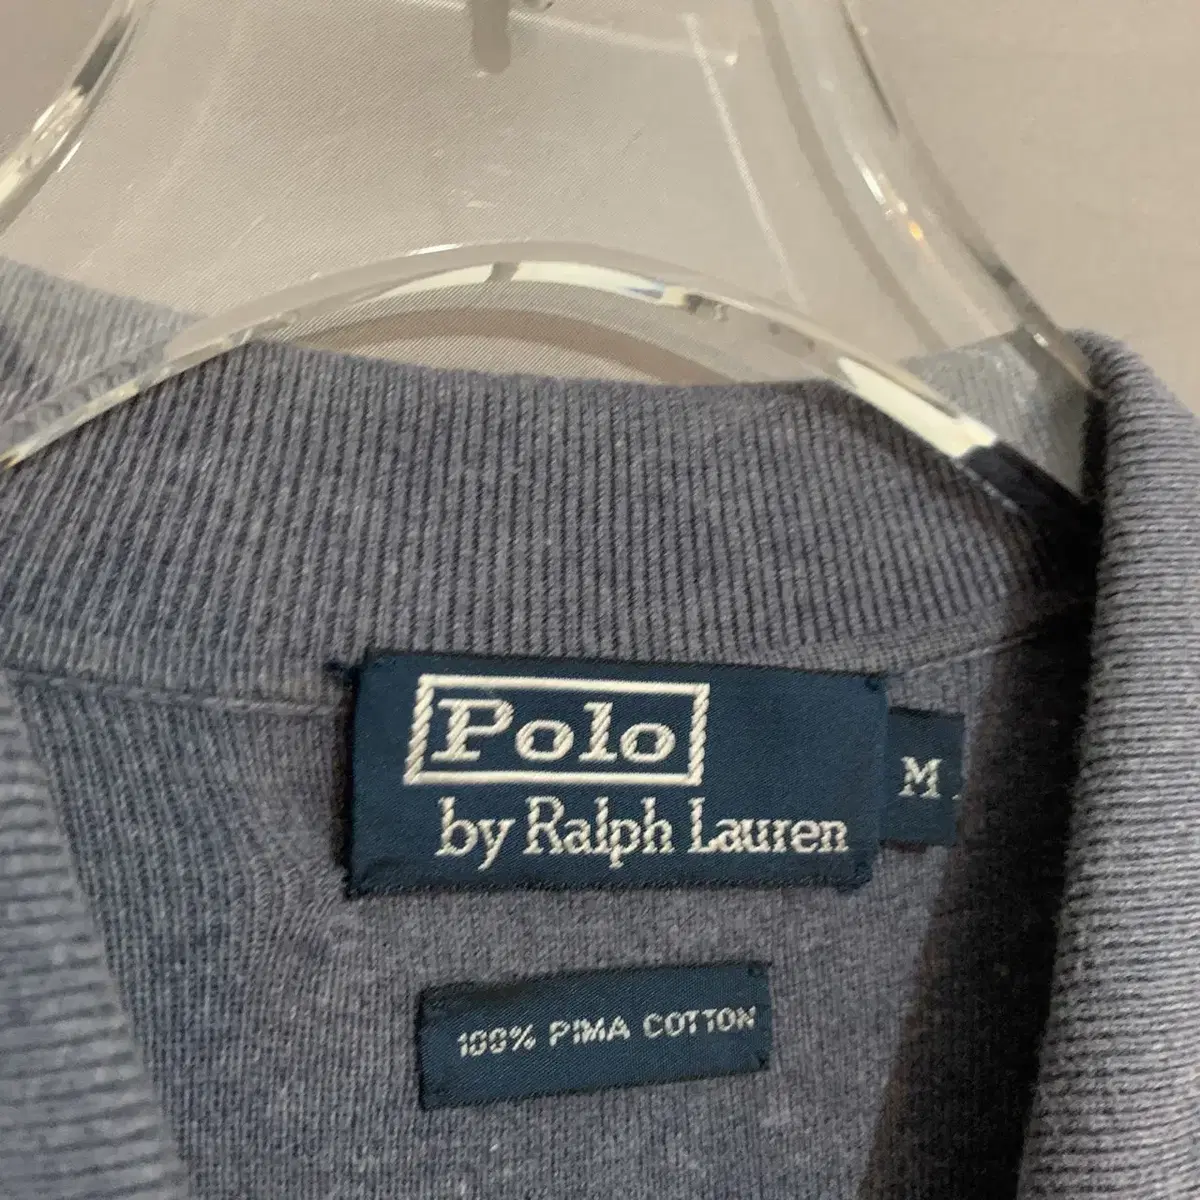 Polo
by Ralph Lauren
M
100% PIMA COTTON